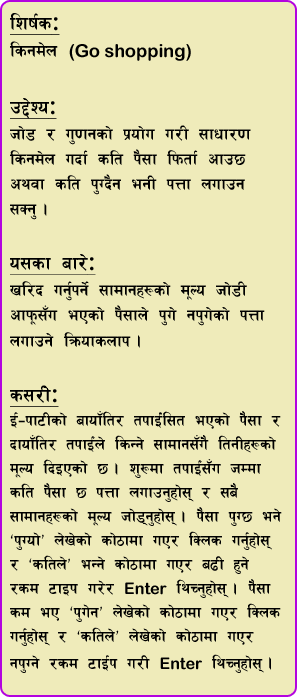 शिर्षक:
किनमेल (Go shopping)
उद्देश्य:
जोड र गुणनको प्रयोग गरी साधारण
किनमेल गर्दा कति पैसा फिर्ता आउछ
अथवा कति पुग्दैन भनी पत्ता लगाउन
सक्नु ।
यसका बारे:
खरिद गर्नुपर्ने सामानहरूको मूल्य जोडी
आफूसँग भएको पैसाले पुगे नपुगेको पत्ता
लगाउने क्रियाकलाप ।
कसरी:
ई-पाटीको बायाँतिर तपाईसित भएको पैसा र
दायाँतिर तपाईले किन्ने सामानसँगै तिनीहरूको
मूल्य दिइएको छ । शुरूमा तपाईसँग जम्मा
कति पैसा छ पत्ता लगाउनुहोस् र सबै
सामानहरूको मूल्य जोड्नुहोस् । पैसा पुग्छ भने
'पुग्यो' लेखेको कोठामा गएर क्लिक गर्नुहोस्
र 'कतिले' भन्ने कोठामा गएर बढी हुने
रकम टाइप गरेर Enter थिच्नुहोस् । पैसा
कम भए 'पुगेन' लेखेको कोठामा गएर क्लिक
गर्नुहोस् र 'कतिले' लेखेको कोठामा गएर
नपुग्ने रकम टाईप गरी Enter थिच्नुहोस् ।